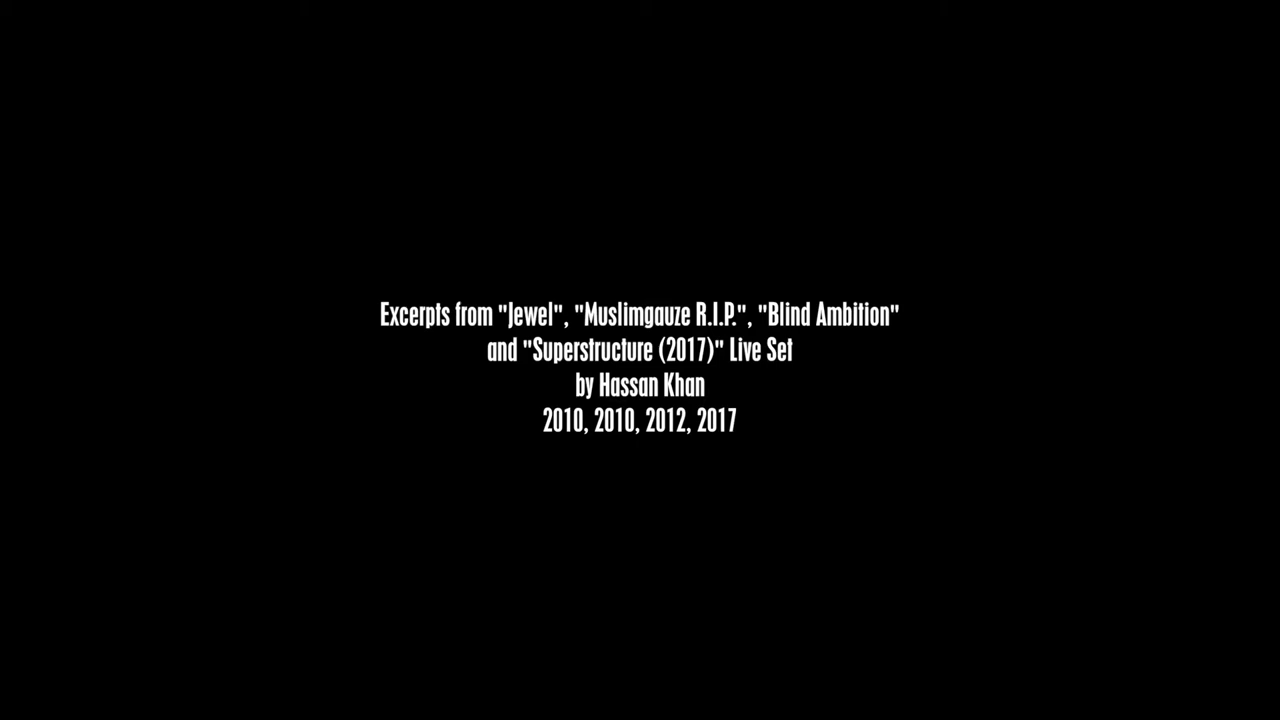 Excerpts from "Jewel", "Muslimgauze R.I.P.", "Blind Ambition"
and "Superstructure (2017)" Live Set
by Hassan Khan
2010, 2010, 2012, 2017